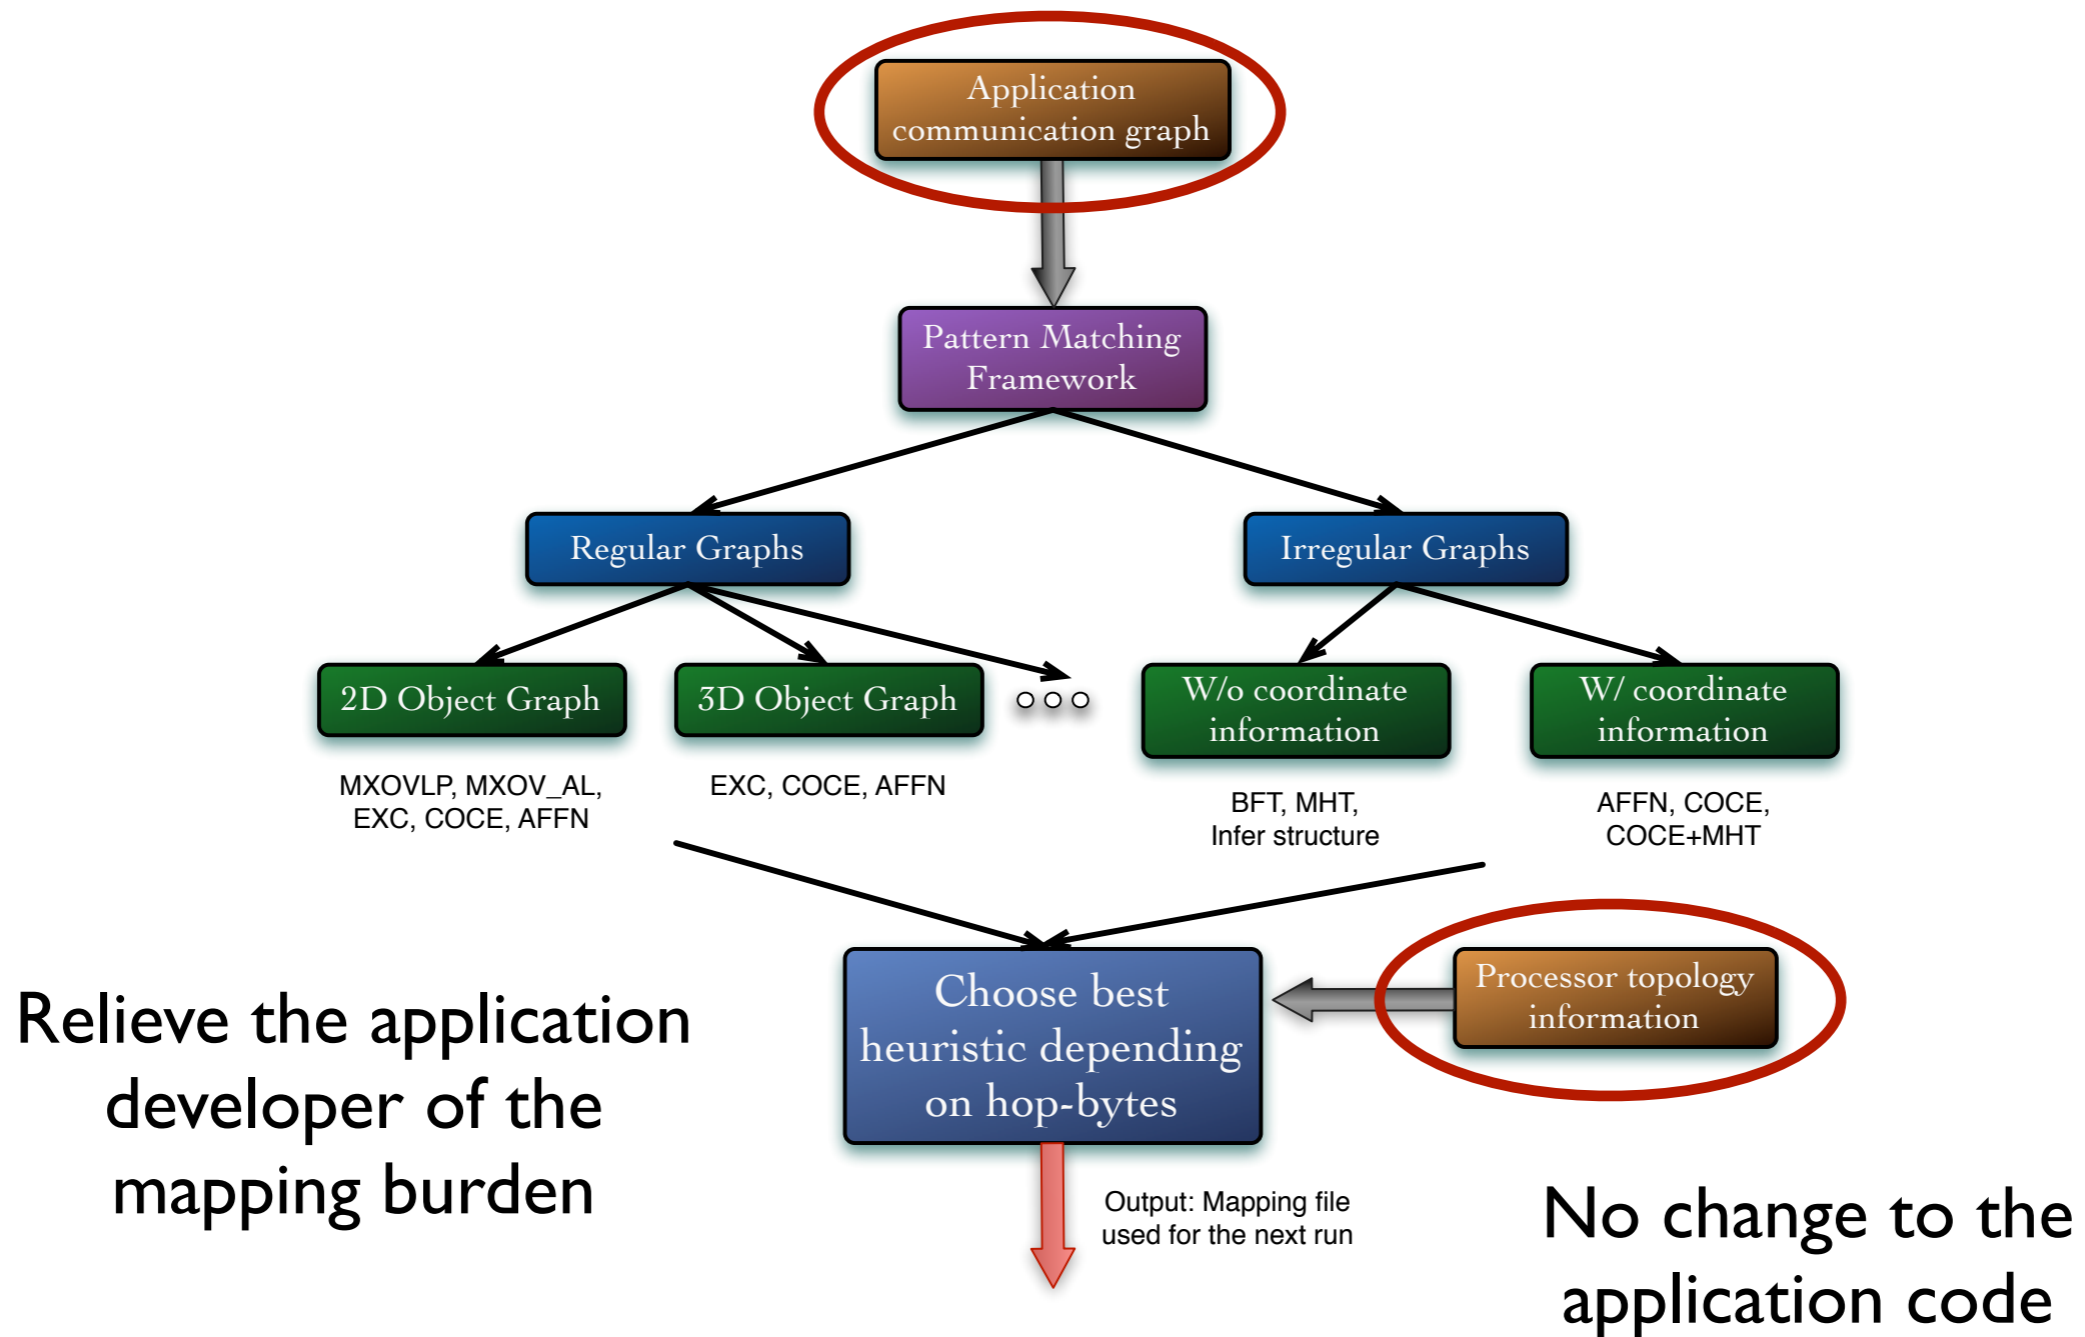 Application
communication graph
Pattern Matching
Framework
Regular Graphs
Irregular Graphs
2D Object Graph
3D Object Graph
W/o coordinate
information
W/ coordinate
information
MXOVLP, MXOV_AL,
EXC, COCE, AFFN
EXC, COCE, AFFN
BFT, MHT,
Infer structure
AFFN, COCE,
COCE+MHT
Choose best
heuristic depending
on hop-bytes
Processor topology
information
Relieve the application
developer of the
mapping burden
Output: Mapping file
used for the next run
No change to the
application code